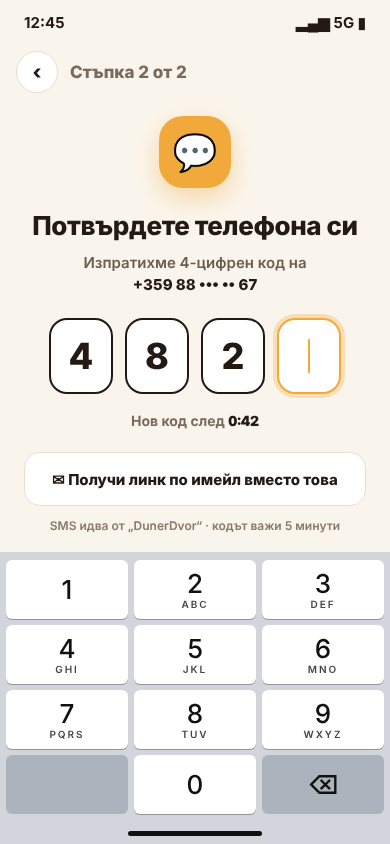 12:45
5G
Стъпка 2 от 2
Потвърдете телефона си
Изпратихме 4-цифрен код на
+359 88 ••• •• 67
4 8 2
Нов код след 0:42
✉ Получи линк по имейл вместо това
SMS идва от „DunerDvor“ · кодът важи 5 минути
1 2 3
ABC DEF
4 5 6
GHI JKL MNO
7 8 9
PQRS TUV WXYZ
0